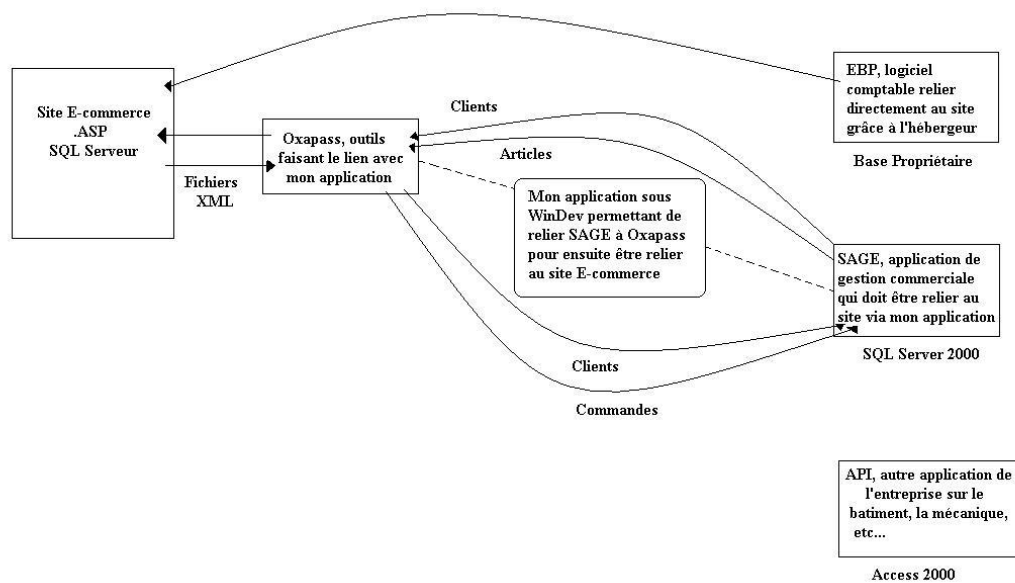 Site E-commerce
.ASP
SQL Serveur
Fichiers
XML
Oxapass, outils
faisant le lien avec
mon application
Clients
Articles
Mon application sous
WinDev permettant de
relier SAGE à Oxapass
pour ensuite être relier
au site E-commerce
Clients
Commandes
EBP, logiciel
comptable relier
directement au site
grâce à l'hébergeur
Base Propriétaire
SAGE, application de
gestion commerciale
qui doit être relier au
site via mon application
SQL Server 2000
API, autre application de
l'entreprise sur le
batiment, la mécanique,
etc...
Access 2000